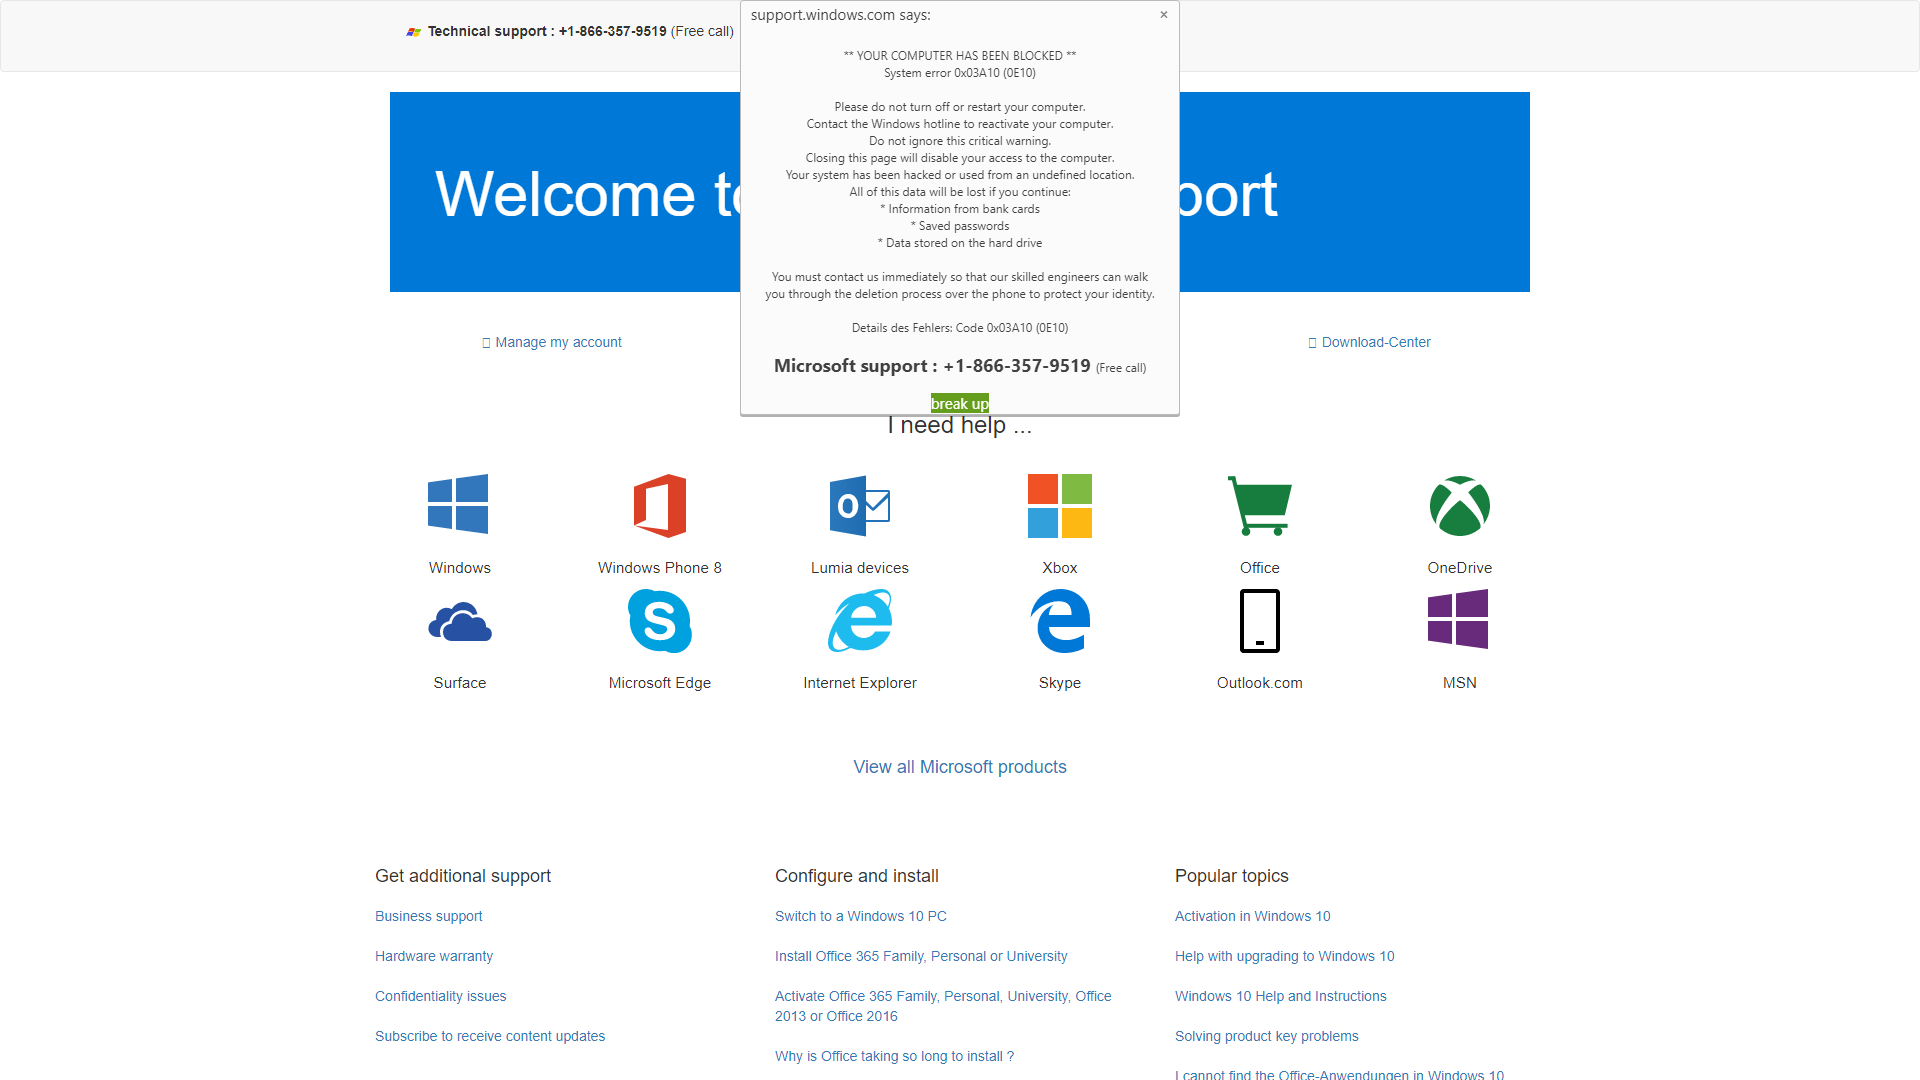 Technical support : +1-866-357-9519 (Free call)
support.windows.com says:
×
** YOUR COMPUTER HAS BEEN BLOCKED **
System error 0x03A10 (0E10)
Please do not turn off or restart your computer.
Contact the Windows hotline to reactivate your computer.
Do not ignore this critical warning.
Closing this page will disable your access to the computer.
Your system has been hacked or used from an undefined location.
All of this data will be lost if you continue:
* Information from bank cards
* Saved passwords
* Data stored on the hard drive
You must contact us immediately so that our skilled engineers can walk
you through the deletion process over the phone to protect your identity.
Details des Fehlers: Code 0x03A10 (0E10)
Microsoft support : +1-866-357-9519 (Free call)
break up
Welcome
Manage my account
Download-Center
I need help ...
Windows
Windows Phone 8
Lumia devices
Xbox
Office
OneDrive
Surface
Microsoft Edge
Internet Explorer
Skype
Outlook.com
MSN
View all Microsoft products
Get additional support
Business support
Hardware warranty
Confidentiality issues
Subscribe to receive content updates
Configure and install
Switch to a Windows 10 PC
Install Office 365 Family, Personal or University
Activate Office 365 Family, Personal, University, Office
2013 or Office 2016
Why is Office taking so long to install ?
Popular topics
Activation in Windows 10
Help with upgrading to Windows 10
Windows 10 Help and Instructions
Solving product key problems
I cannot find the Office-Anwendungen in Windows 10